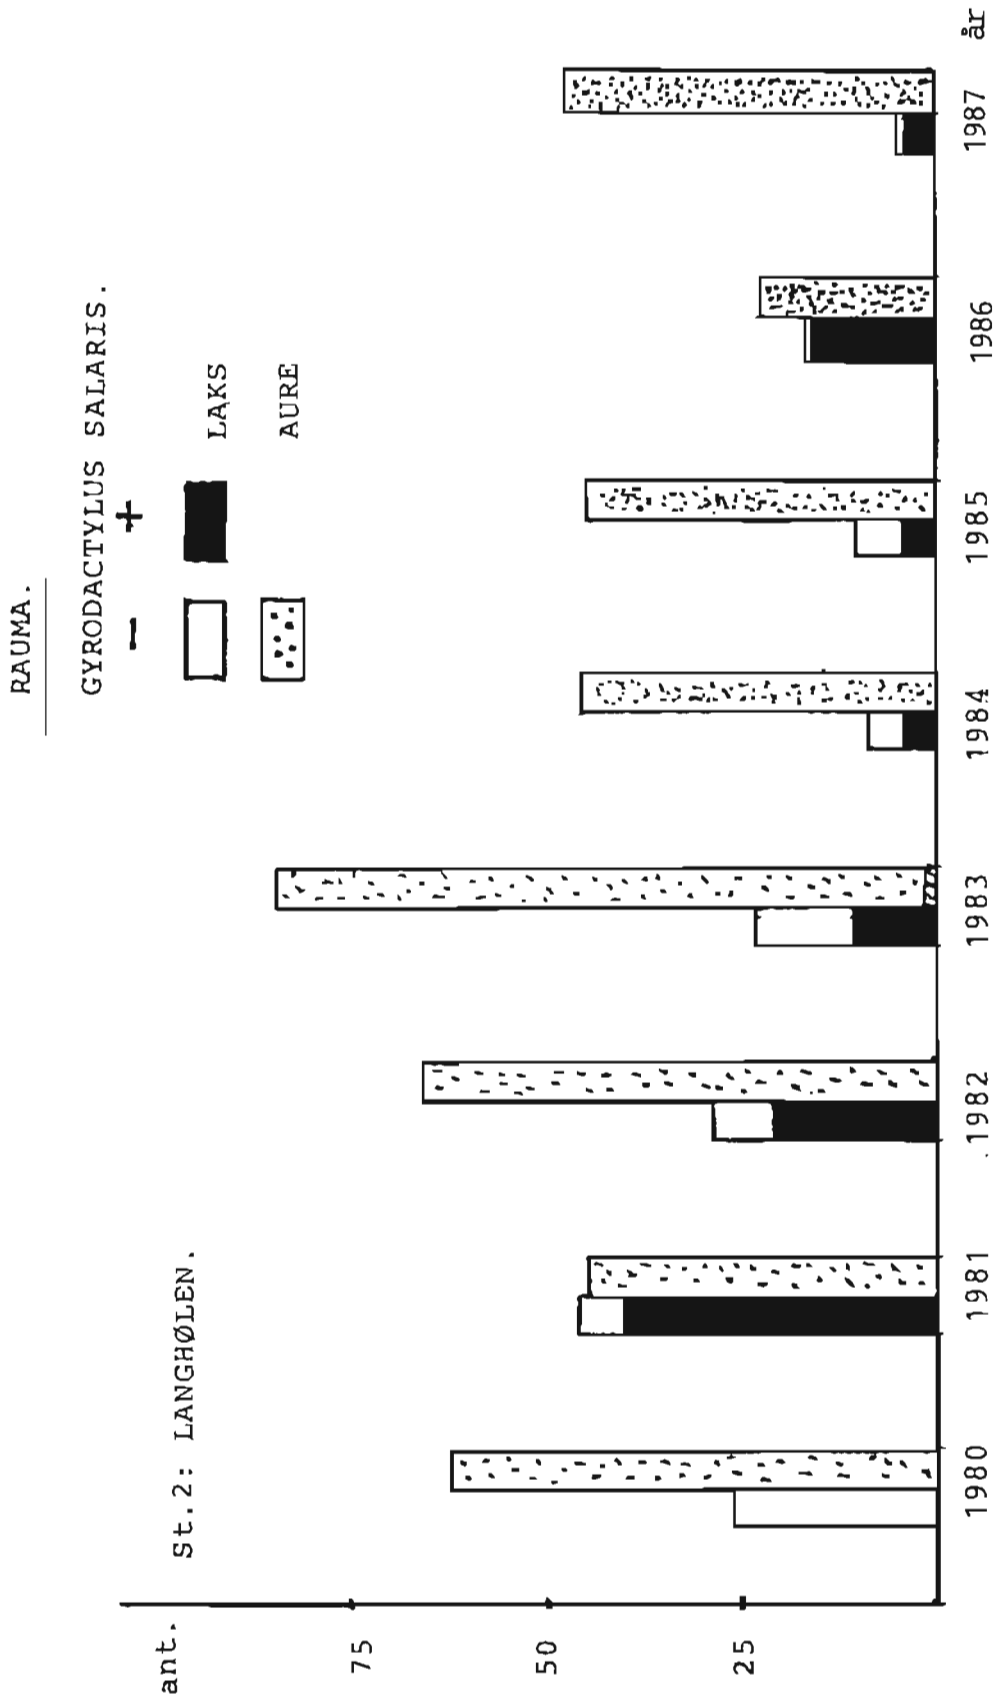 RAUMA.
GYRODACTYLUS SALARIS.
- +
LAKS
AURE
St.2: LANGHØLEN.
ant.
75
50
25
1980 1981 1982 1983 1984 1985 1986 1987 år